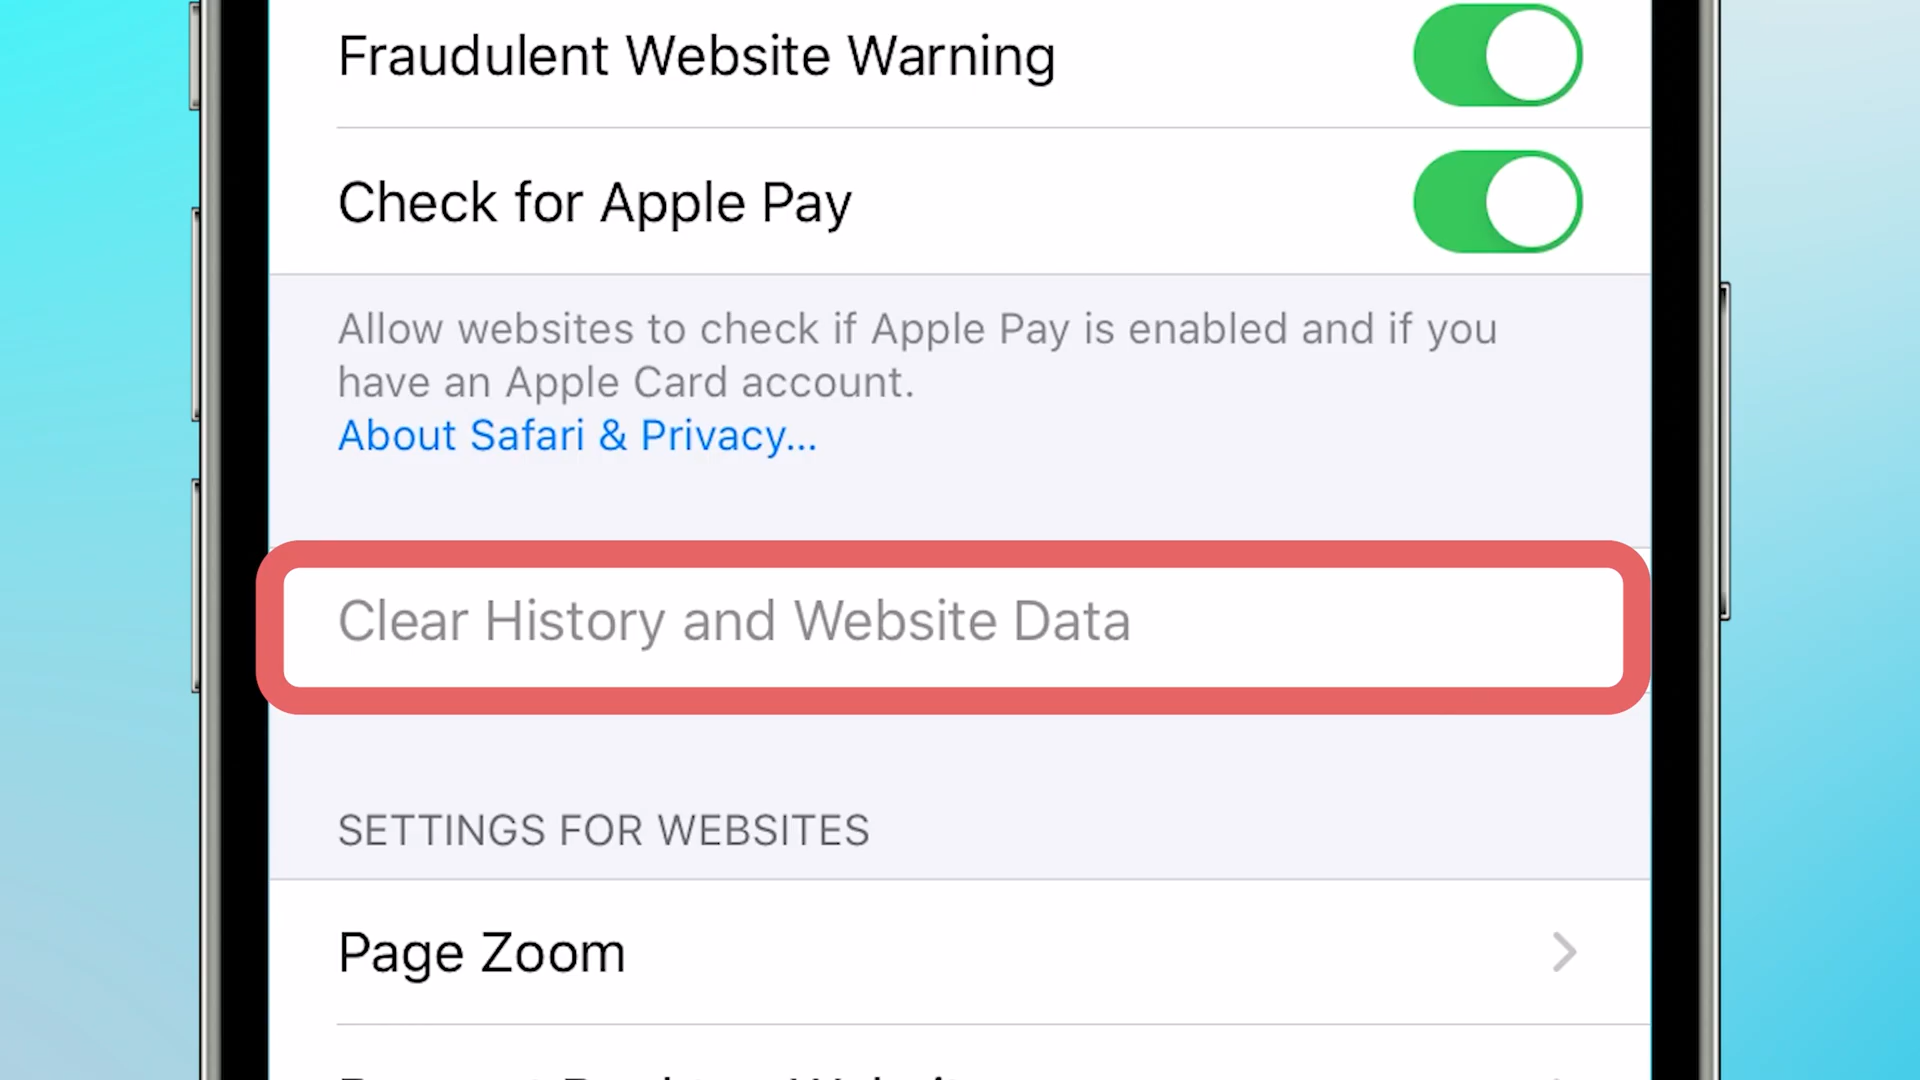 Fraudulent Website Warning
Check for Apple Pay
Allow websites to check if Apple Pay is enabled and if you
have an Apple Card account.
About Safari & Privacy...
Clear History and Website Data
SETTINGS FOR WEBSITES
Page Zoom